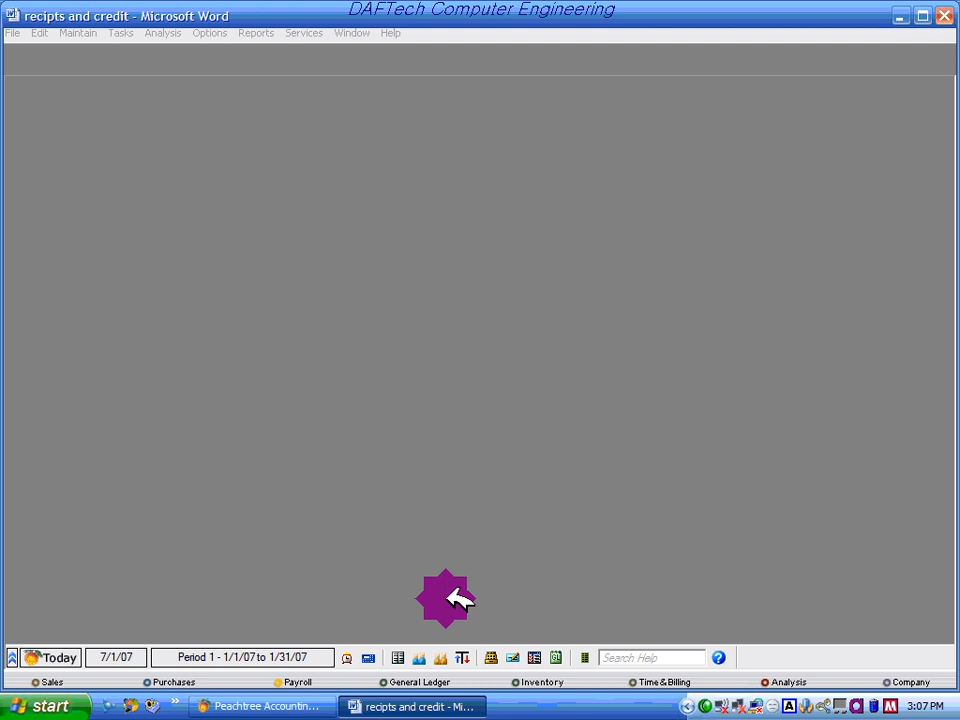 DAFTech Computer Engineering
recipts and credit - Microsoft Word
File Edit Maintain Tasks Analysis Options Reports Services Window Help
Today 7/1/07 Period 1 - 1/1/07 to 1/31/07 Search Help ?
Sales Purchases Payroll General Ledger Inventory Time & Billing Analysis Company
start » Peachtree Accountin... recipts and credit - Mi... A M 3:07 PM